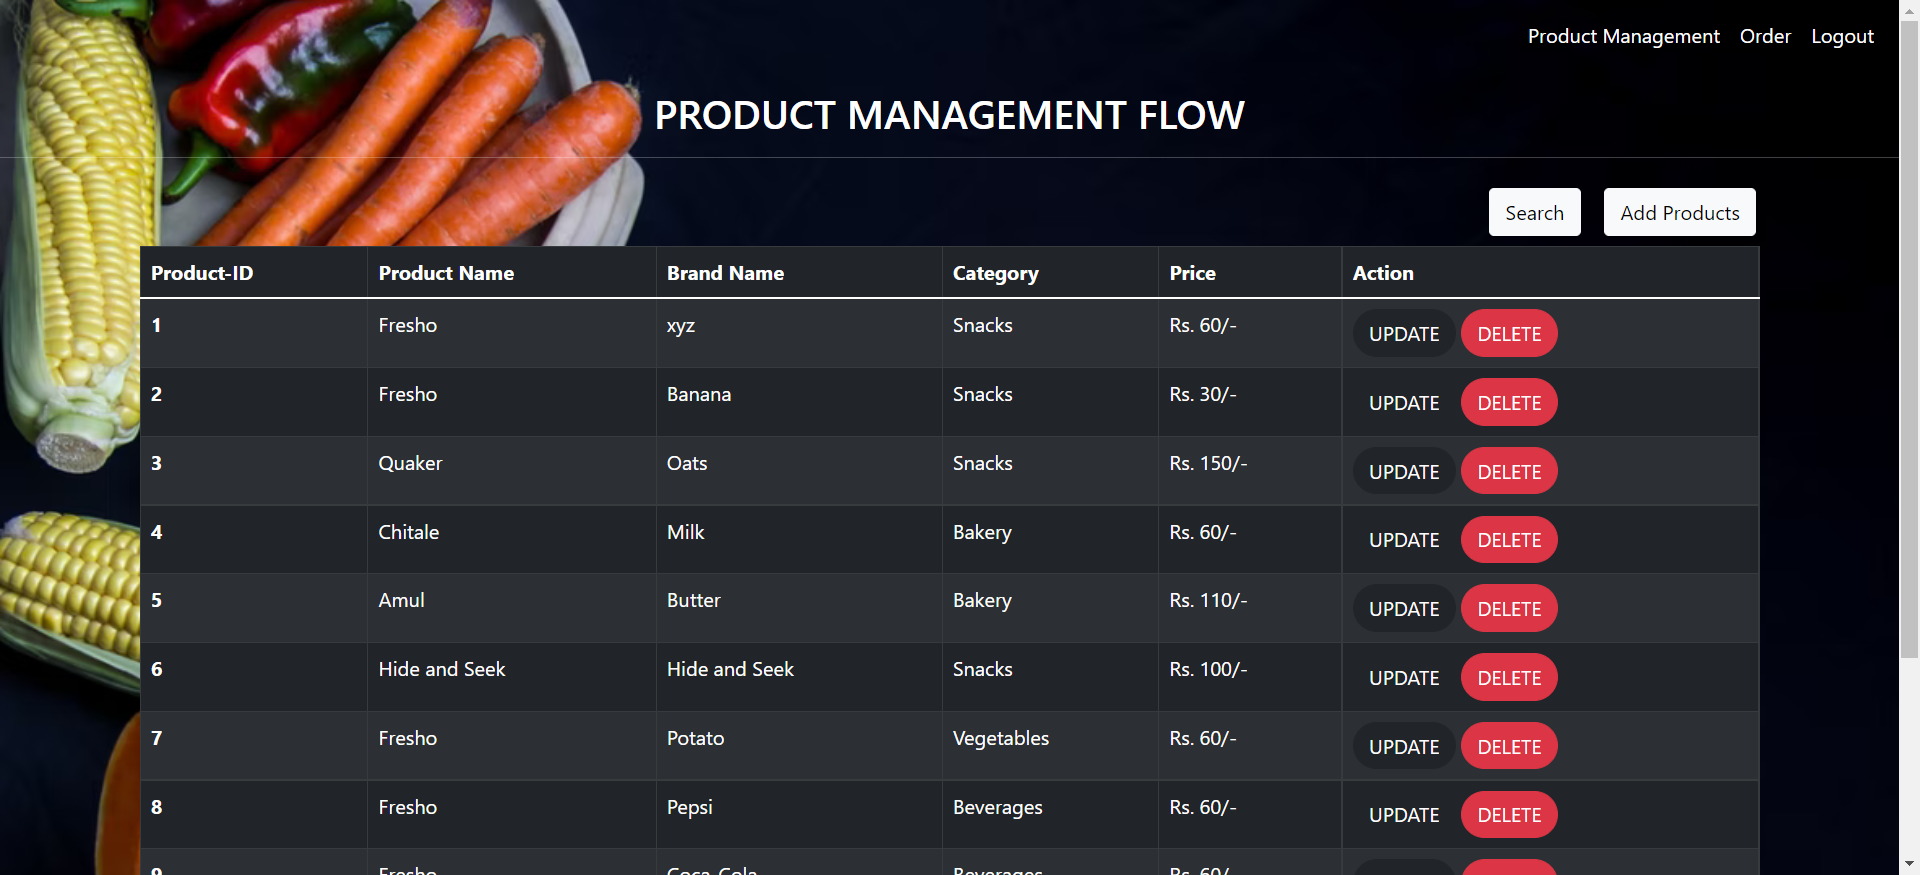 Product Management Order Logout
PRODUCT MANAGEMENT FLOW
Search Add Products
Product-ID Product Name Brand Name Category Price Action
1 Fresho xyz Snacks Rs. 60/- UPDATE DELETE
2 Fresho Banana Snacks Rs. 30/- UPDATE DELETE
3 Quaker Oats Snacks Rs. 150/- UPDATE DELETE
4 Chitale Milk Bakery Rs. 60/- UPDATE DELETE
5 Amul Butter Bakery Rs. 110/- UPDATE DELETE
6 Hide and Seek Hide and Seek Snacks Rs. 100/- UPDATE DELETE
7 Fresho Potato Vegetables Rs. 60/- UPDATE DELETE
8 Fresho Pepsi Beverages Rs. 60/- UPDATE DELETE
9 Fresho Coca-Cola Beverages Rs. 60/-